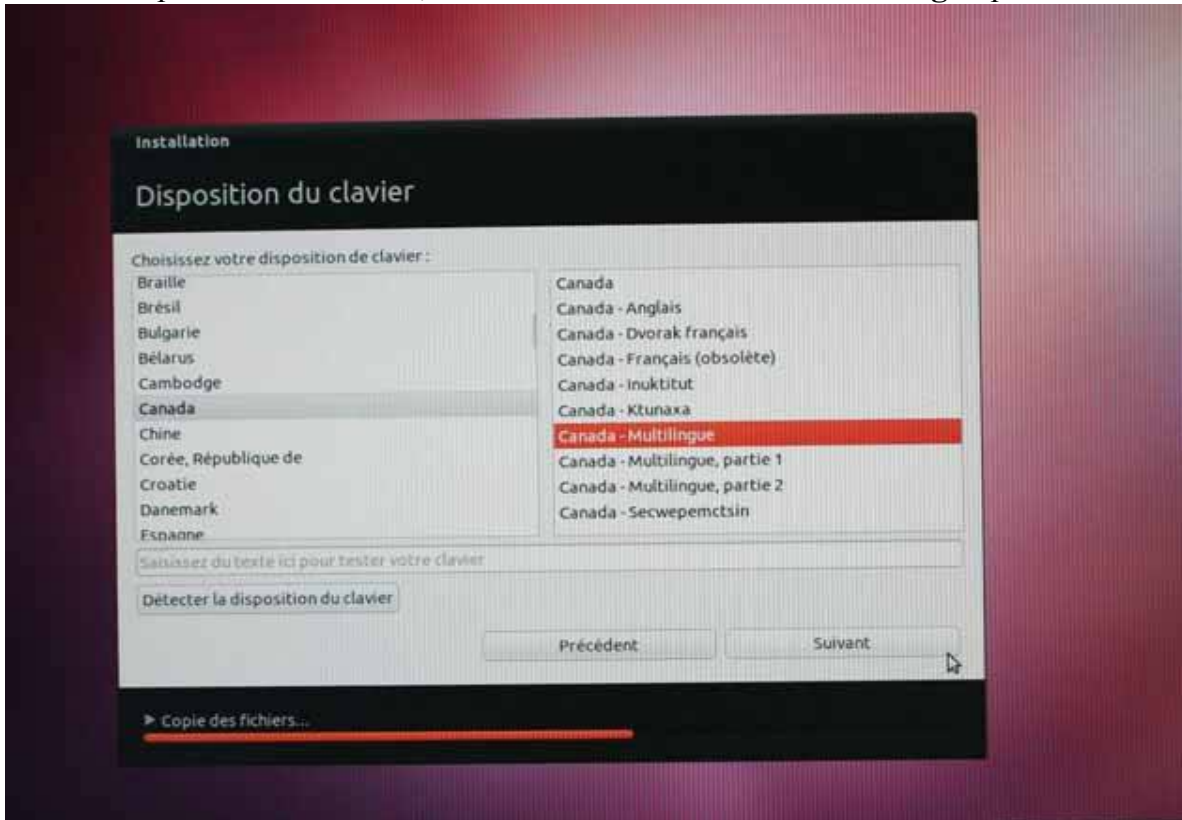 Installation
Disposition du clavier
Choisissez votre disposition de clavier :
Braille
Brésil
Bulgarie
Bélarus
Cambodge
Canada
Chine
Corée, République de
Croatie
Danemark
Espagne
Canada
Canada - Anglais
Canada - Dvorak français
Canada - Français (obsolète)
Canada - Inuktitut
Canada - Ktunaxa
Canada - Multilingue
Canada - Multilingue, partie 1
Canada - Multilingue, partie 2
Canada - Secwepemctsin
Saisissez du texte ici pour tester votre clavier
Détecter la disposition du clavier
Précédent
Suivant
Copie des fichiers...